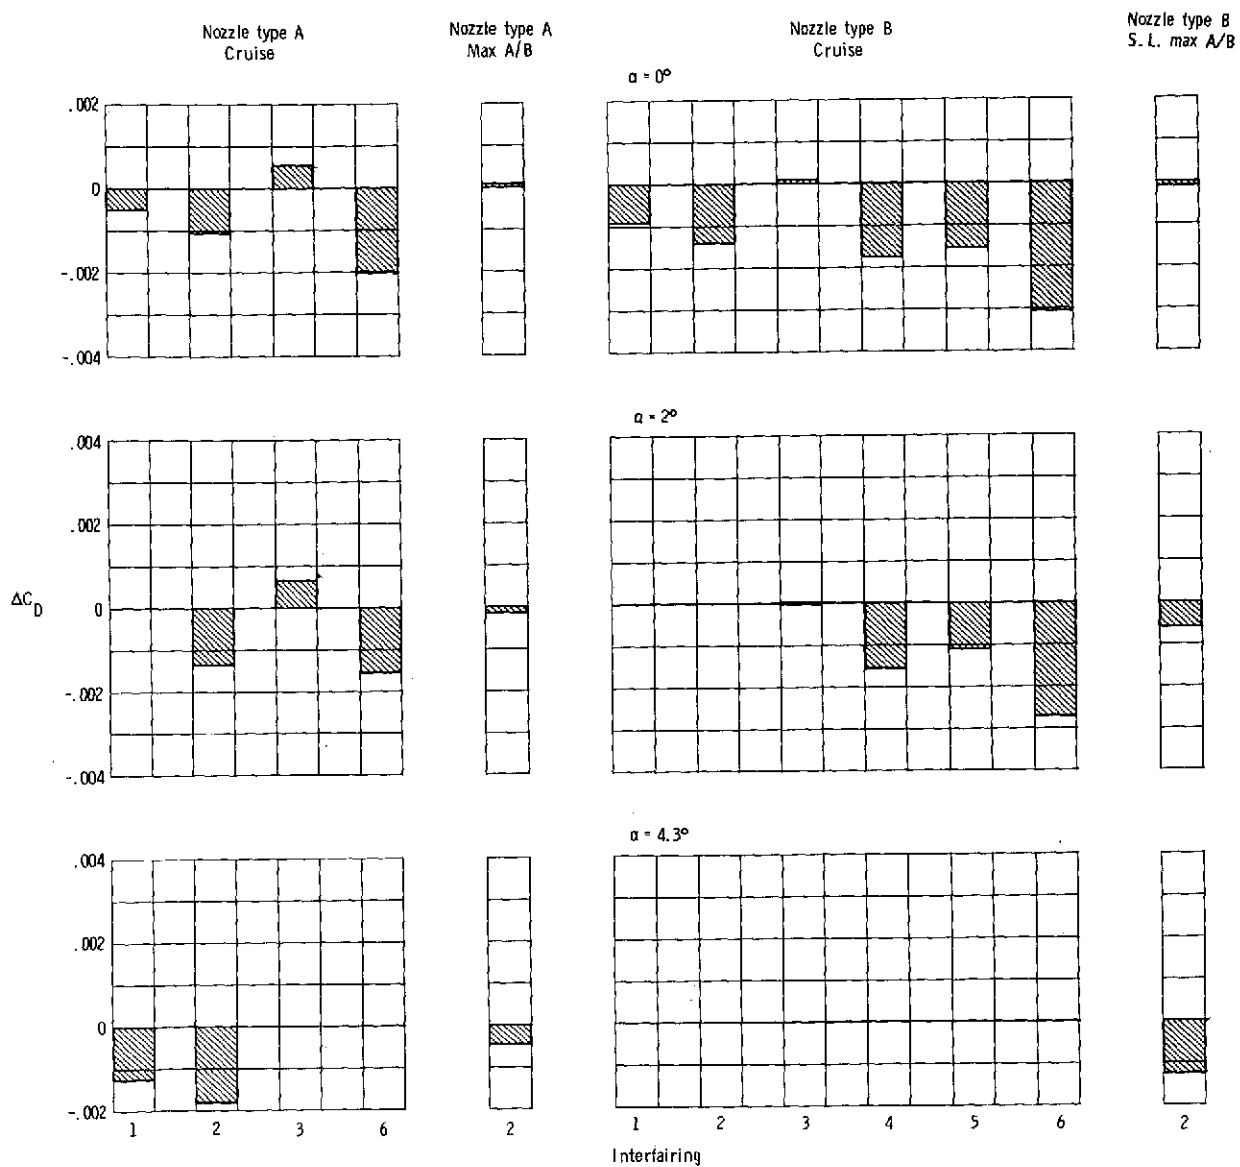 Nozzle type A
Cruise
Nozzle type A
Max A/B
Nozzle type B
Cruise
Nozzle type B
S. L. max A/B
α = 0°
.002
0
-.002
-.004
α = 2°
.004
.002
0
-.002
-.004
ΔC_D
α = 4.3°
.004
.002
0
-.002
1 2 3 6 2 1 2 3 4 5 6 2
Interfairing